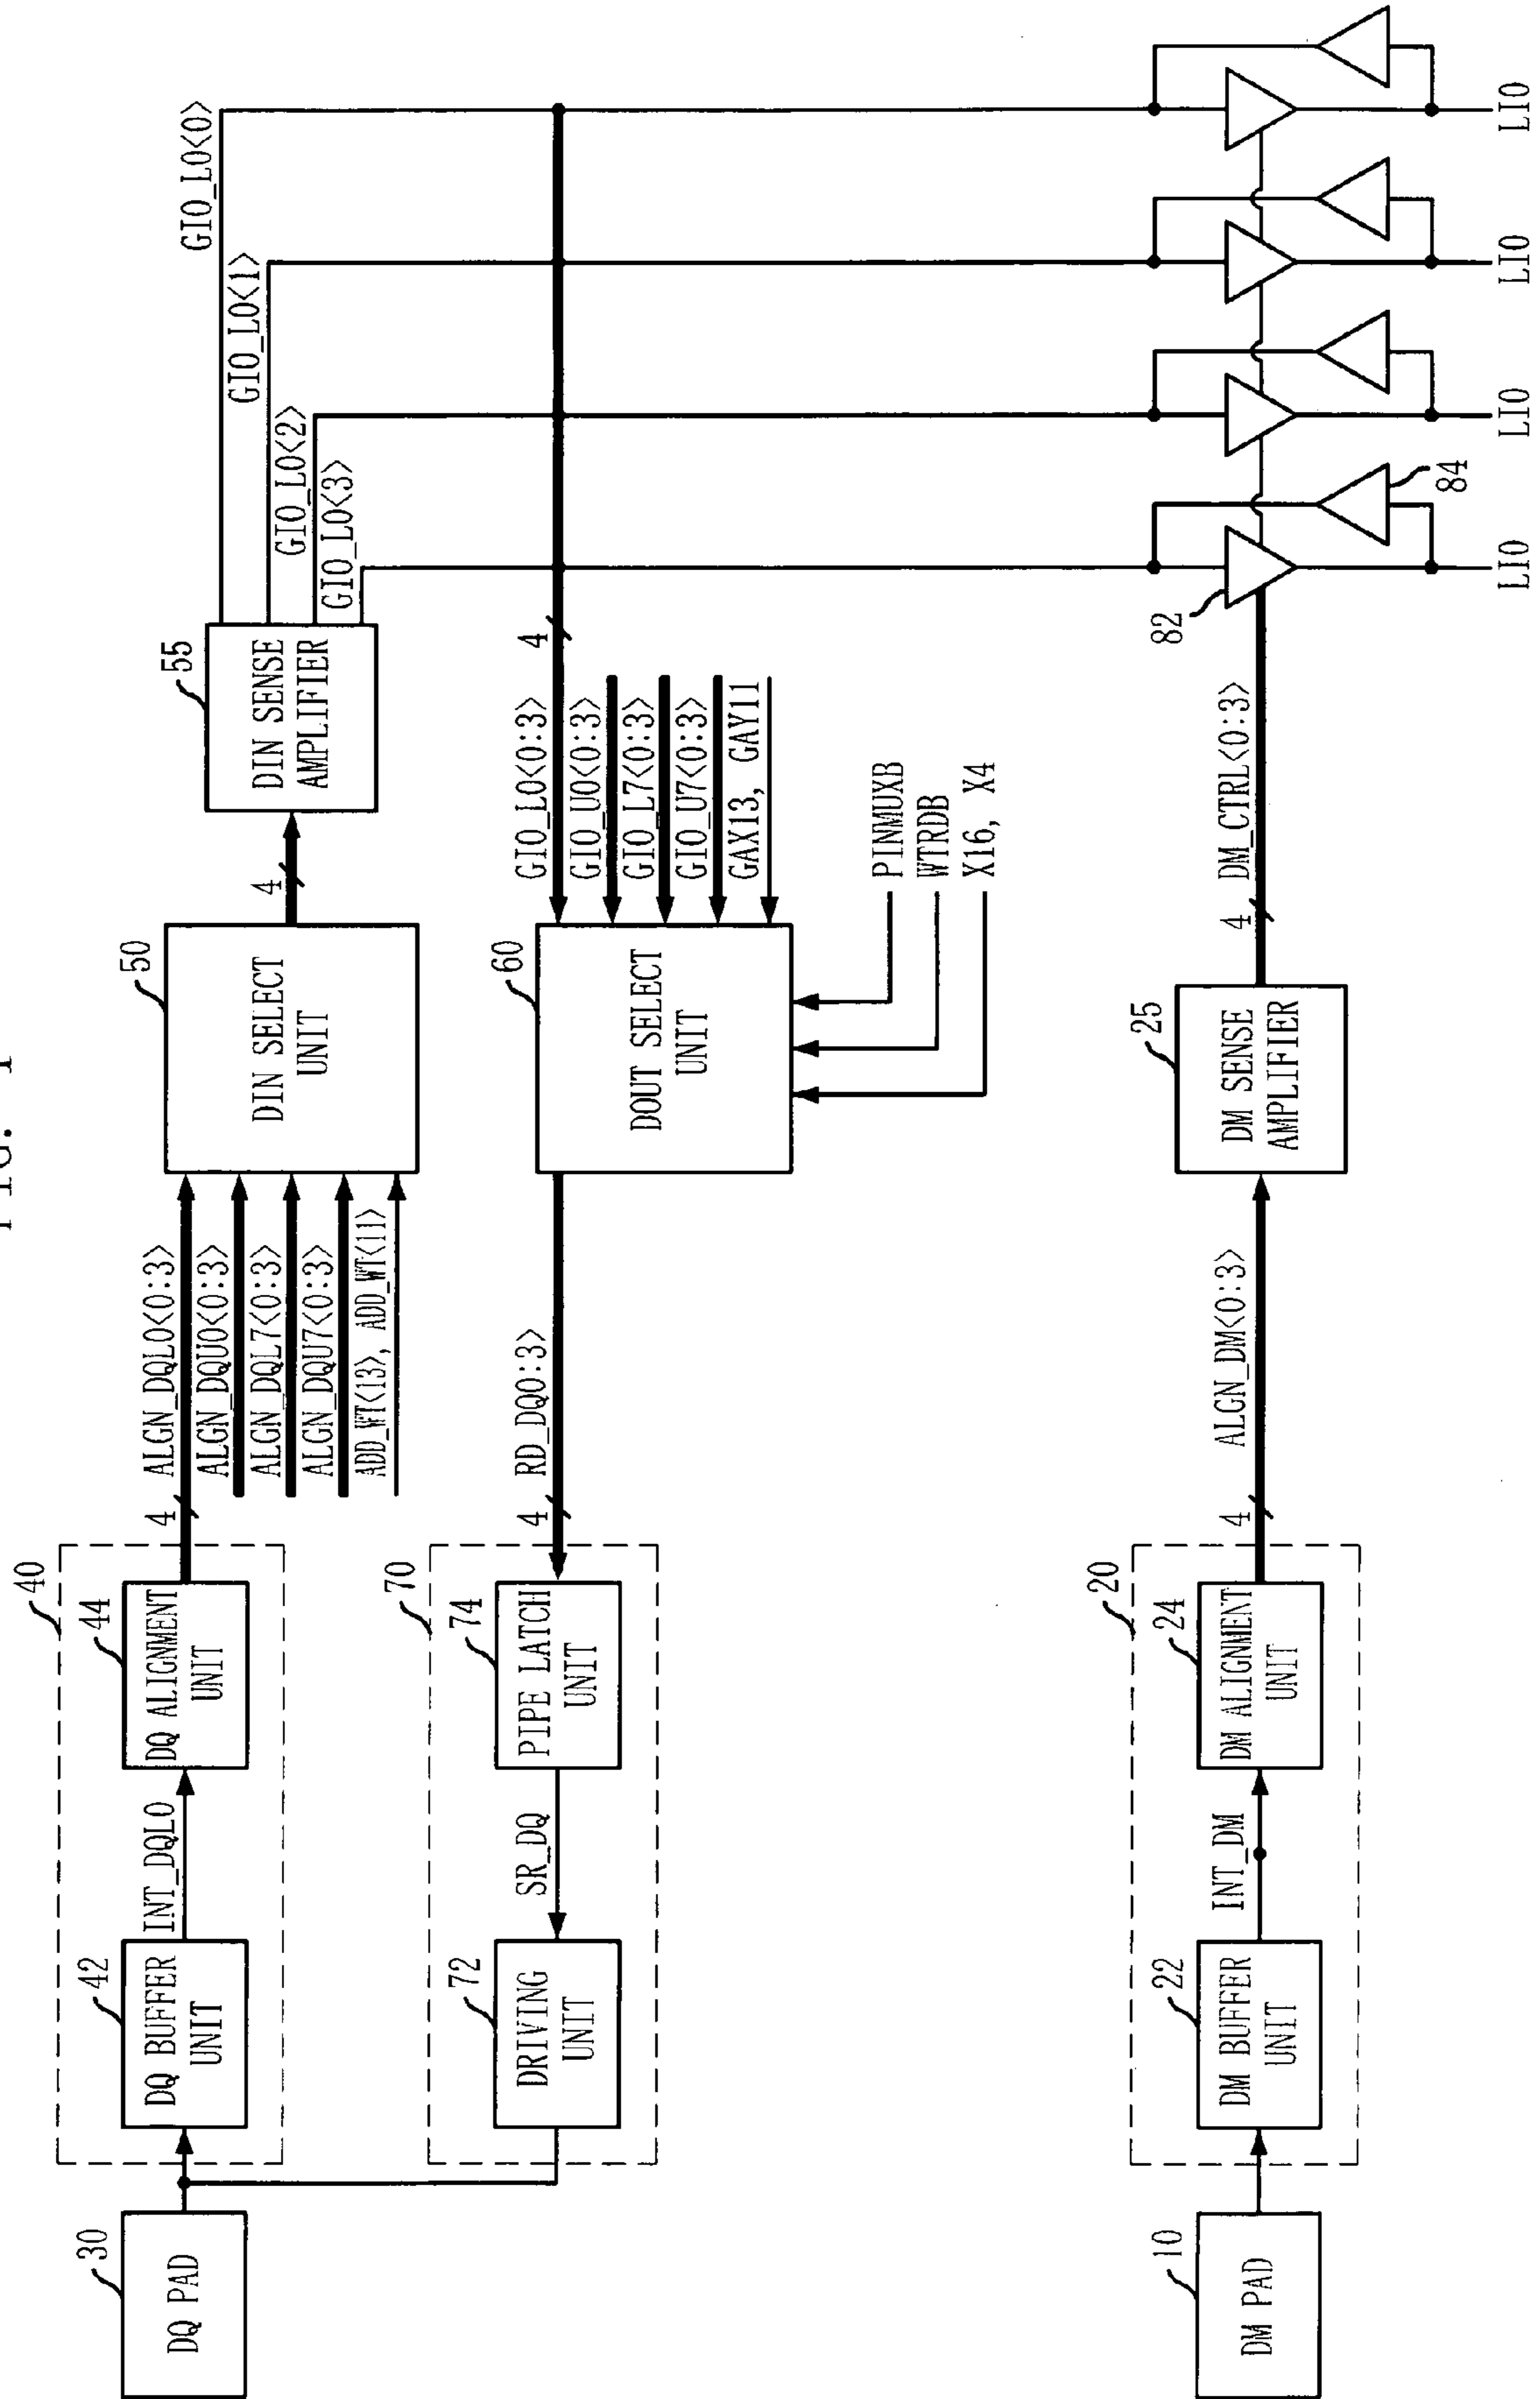 FIG. 1
30
DQ PAD
40
42
DQ BUFFER
UNIT
INT_DQL0
44
DQ ALIGNMENT
UNIT
4
ALGN_DQL0<0:3>
ALGN_DQU0<0:3>
ALGN_DQL7<0:3>
ALGN_DQU7<0:3>
ADD_WT<13>, ADD_WT<11>
50
DIN SELECT
UNIT
4
55
DIN SENSE
AMPLIFIER
GIO_L0<0>
GIO_L0<1>
GIO_L0<2>
GIO_L0<3>
70
72
DRIVING
UNIT
SR_DQ
74
PIPE LATCH
UNIT
4
RD_DQ0:3>
60
DOUT SELECT
UNIT
GIO_L0<0:3>
4
GIO_U0<0:3>
GIO_L7<0:3>
GIO_U7<0:3>
GAX13, GAY11
PINMUXB
WTRDB
X16, X4
10
DM PAD
20
22
DM BUFFER
UNIT
INT_DM
24
DM ALIGNMENT
UNIT
4
ALGN_DM<0:3>
25
DM SENSE
AMPLIFIER
4
DM_CTRL<0:3>
82
84
LIO
LIO
LIO
LIO